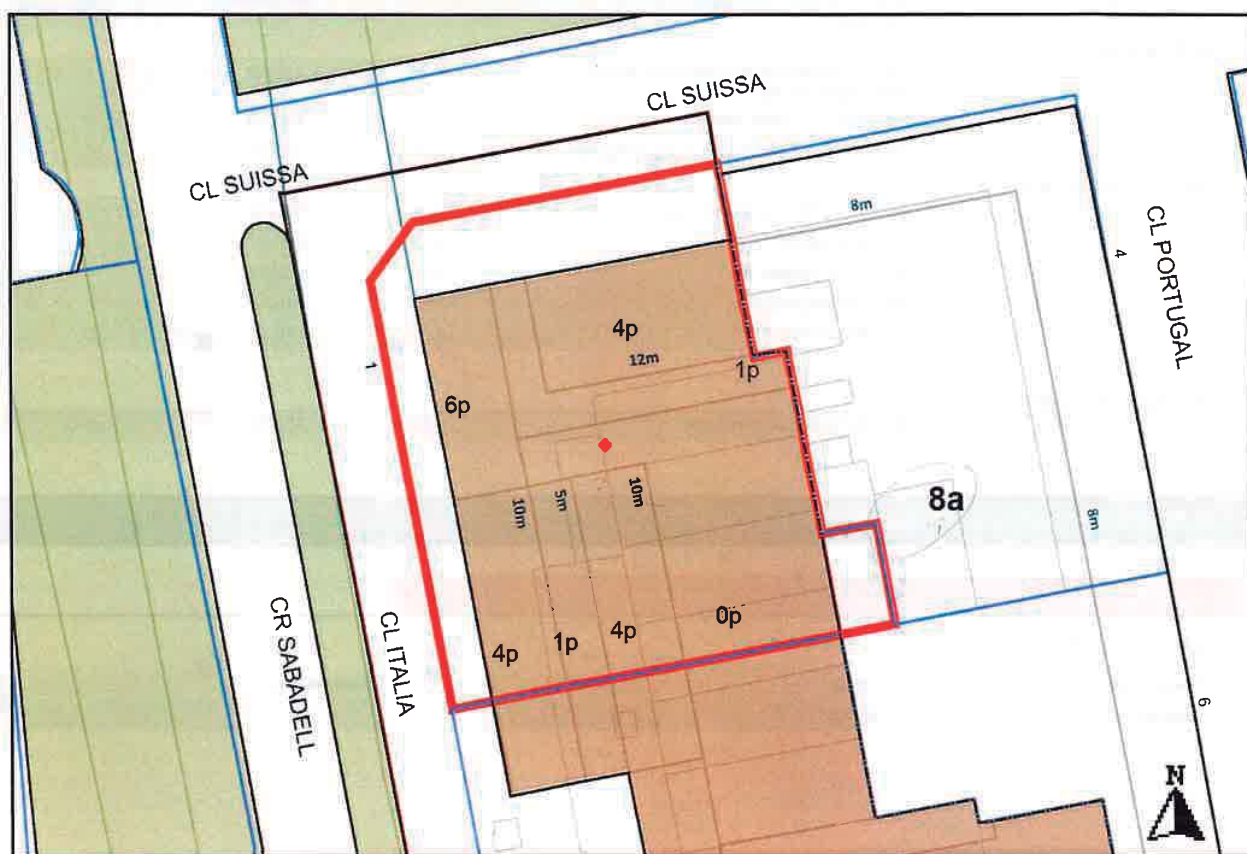 CL SUISSA
CL SUISSA
8m
CL PORTUGAL
4
4p
12m
1p
1
6p
10m
5m
10m
8a
8m
CR SABADELL
CL ITALIA
4p
1p
4p
0p
6
N